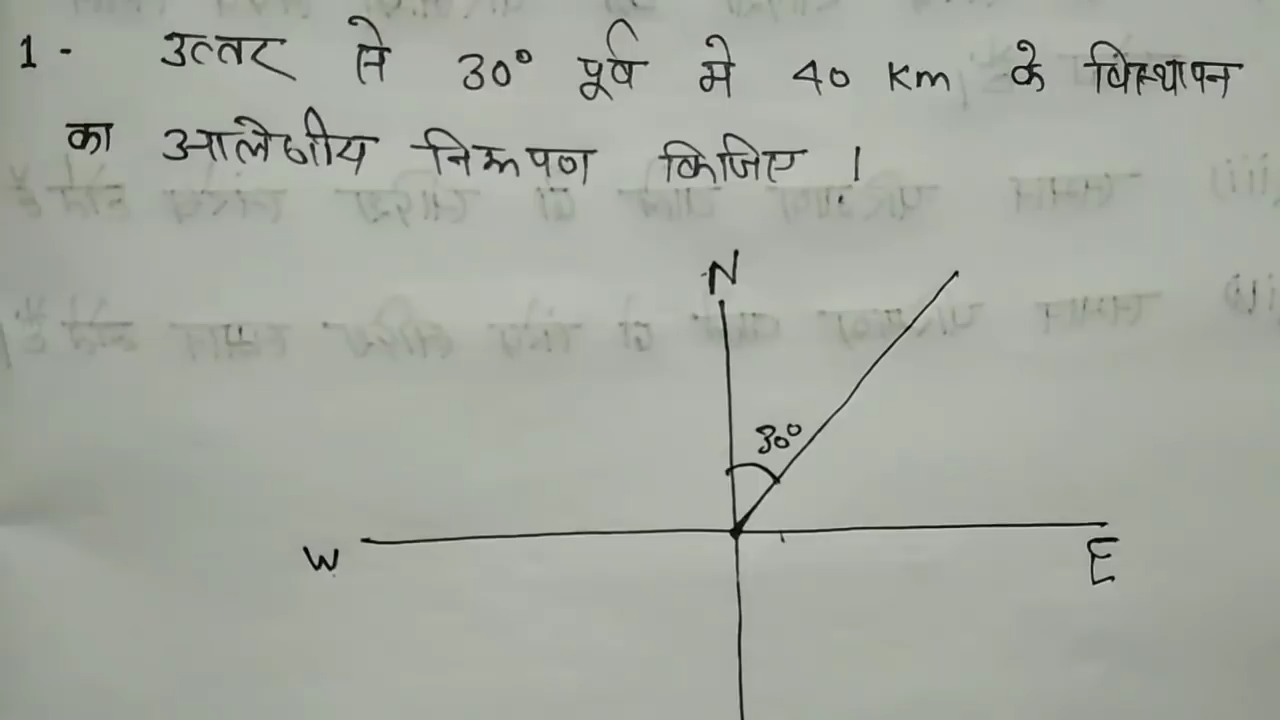 1- उत्तर से 30° पूर्व मे 40 km के विस्थापन
का आलेखीय निरूपण किजिए !
N
30°
W
E